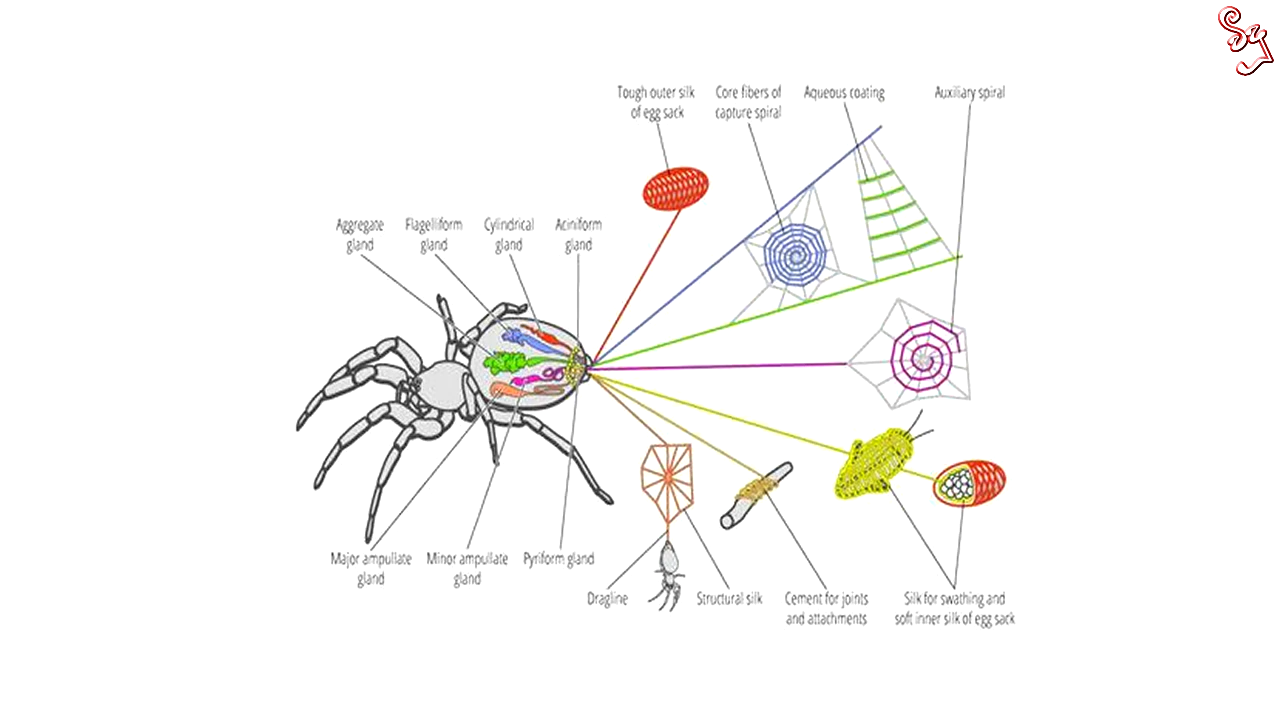 Tough outer silk
of egg sack
Core fibers of
capture spiral
Aqueous coating
Auxiliary spiral
Aggregate
gland
Flagelliform
gland
Cylindrical
gland
Aciniform
gland
Major ampullate
gland
Minor ampullate
gland
Pyriform gland
Dragline
Structural silk
Cement for joints
and attachments
Silk for swathing and
soft inner silk of egg sack